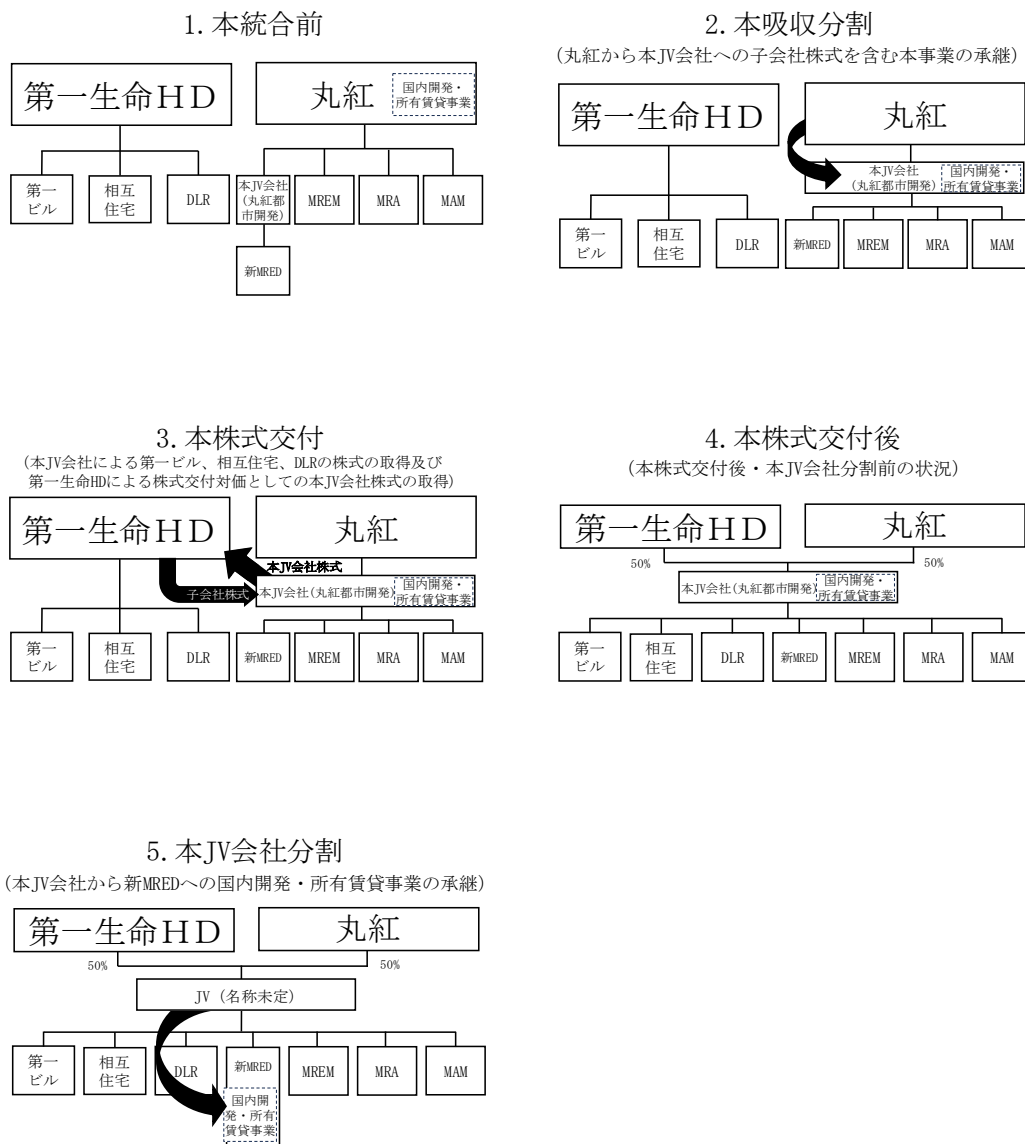 1.本統合前
第一生命HD
丸紅
国内開発・
所有賃貸事業
第一
ビル
相互
住宅
DLR
本JV会社
(丸紅都
市開発)
MREM
MRA
MAM
新MRED
2.本吸収分割
(丸紅から本JV会社への子会社株式を含む本事業の承継)
第一生命HD
丸紅
本JV会社
(丸紅都市開発)
国内開発・
所有賃貸事業
第一
ビル
相互
住宅
DLR
新MRED
MREM
MRA
MAM
3.本株式交付
(本JV会社による第一ビル、相互住宅、DLRの株式の取得及び
第一生命HDによる株式交付対価としての本JV会社株式の取得)
第一生命HD
丸紅
本JV会社株式
子会社株式
本JV会社(丸紅都市開発)
国内開発・
所有賃貸事業
第一
ビル
相互
住宅
DLR
新MRED
MREM
MRA
MAM
4.本株式交付後
(本株式交付後・本JV会社分割前の状況)
第一生命HD
丸紅
50%
50%
本JV会社(丸紅都市開発)
国内開発・
所有賃貸事業
第一
ビル
相互
住宅
DLR
新MRED
MREM
MRA
MAM
5.本JV会社分割
(本JV会社から新MREDへの国内開発・所有賃貸事業の承継)
第一生命HD
丸紅
50%
50%
JV（名称未定）
第一
ビル
相互
住宅
DLR
新MRED
MREM
MRA
MAM
国内開
発・所有
賃貸事業